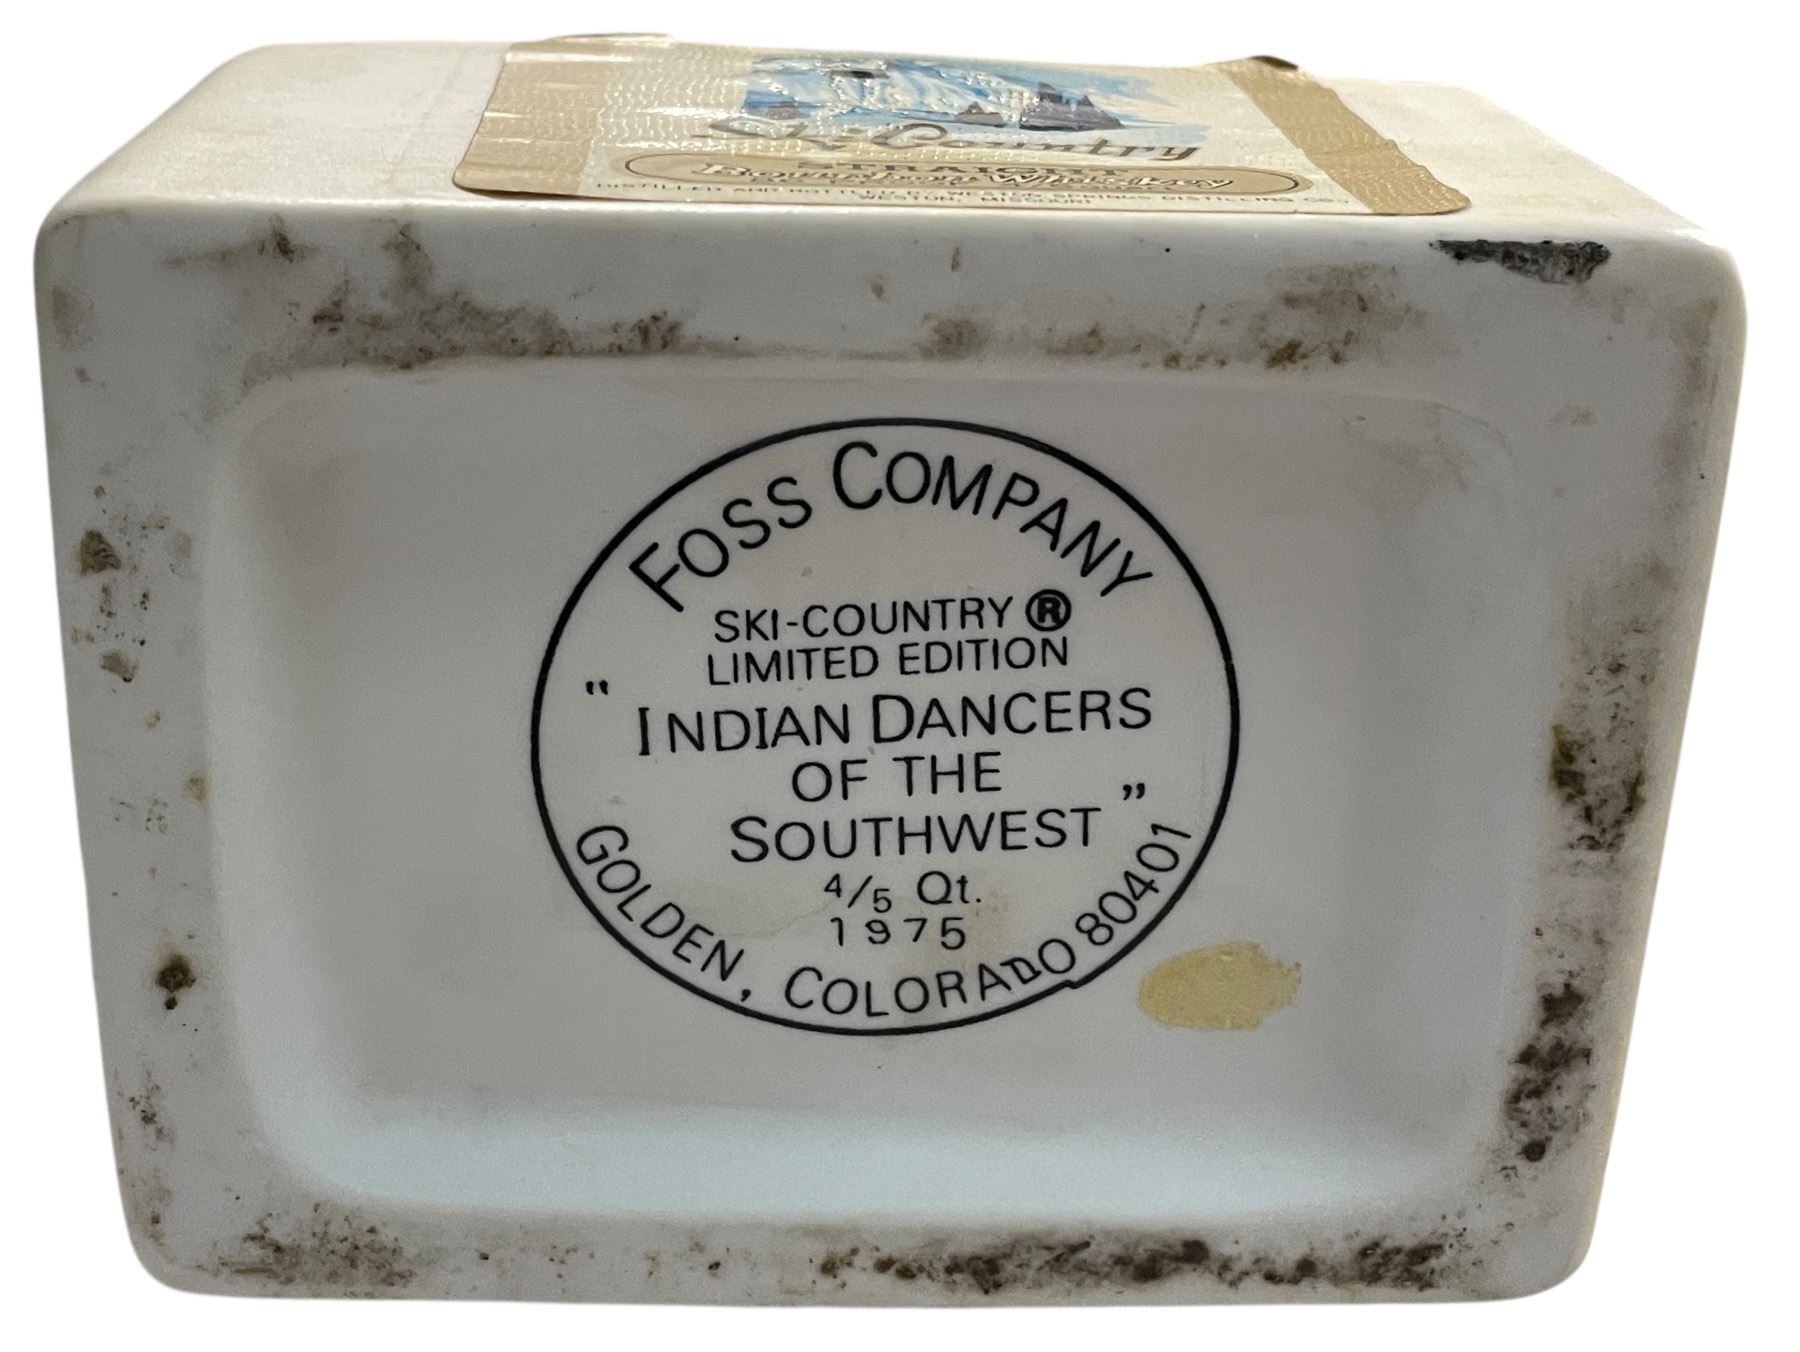 Ski Country
STRAIGHT
Bourbon Whiskey
DISTILLED AND BOTTLED BY WESTON SPRINGS DISTILLING CO.
WESTON, MISSOURI
FOSS COMPANY
SKI-COUNTRY ®
LIMITED EDITION
"INDIAN DANCERS
OF THE
SOUTHWEST"
4/5 Qt.
1975
GOLDEN, COLORADO 80401